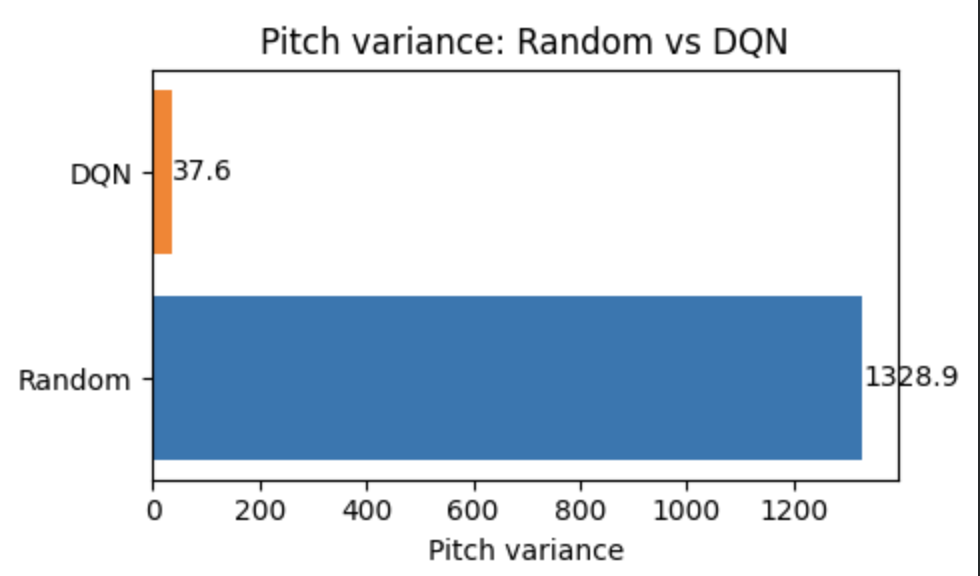 Pitch variance: Random vs DQN
DQN
37.6
Random
1328.9
0 200 400 600 800 1000 1200
Pitch variance